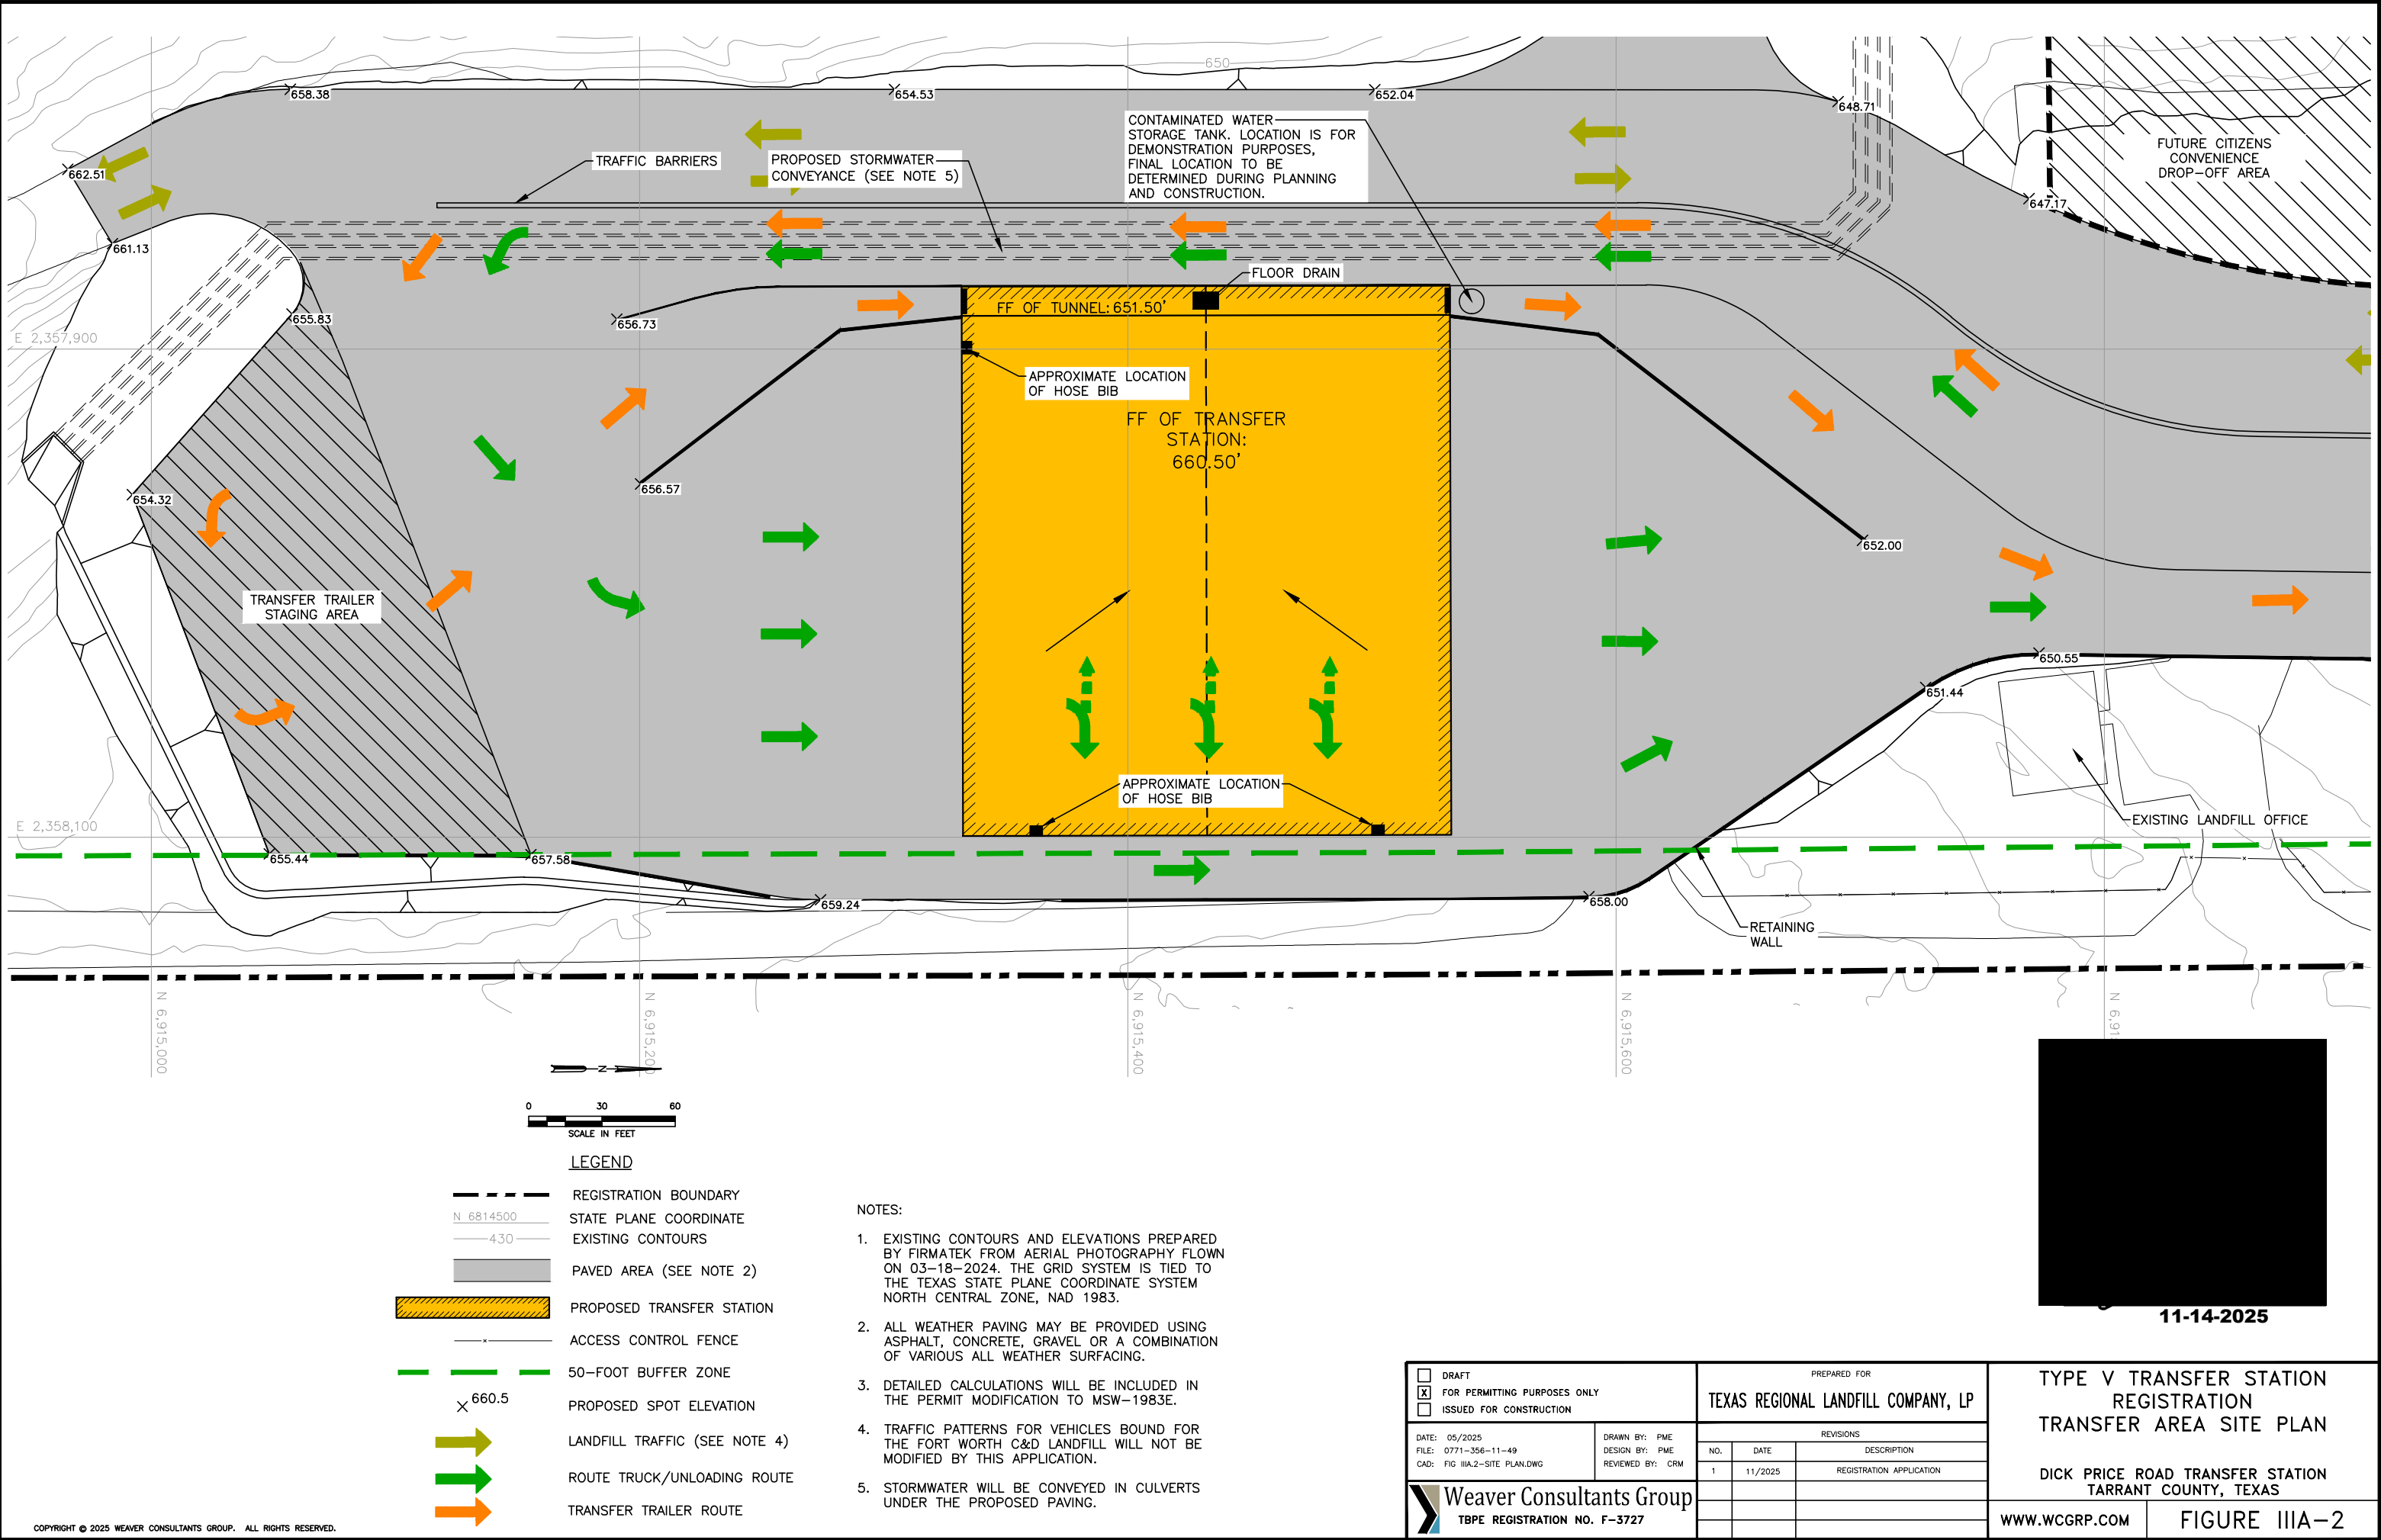 650
658.38
654.53
652.04
648.71
CONTAMINATED WATER
STORAGE TANK. LOCATION IS FOR
DEMONSTRATION PURPOSES,
FINAL LOCATION TO BE
DETERMINED DURING PLANNING
AND CONSTRUCTION.
FUTURE CITIZENS
CONVENIENCE
DROP-OFF AREA
TRAFFIC BARRIERS
PROPOSED STORMWATER
CONVEYANCE (SEE NOTE 5)
662.51
647.17
661.13
FLOOR DRAIN
FF OF TUNNEL: 651.50'
655.83
656.73
E 2,357,900
APPROXIMATE LOCATION
OF HOSE BIB
FF OF TRANSFER
STATION:
660.50'
654.32
656.57
652.00
TRANSFER TRAILER
STAGING AREA
650.55
651.44
APPROXIMATE LOCATION
OF HOSE BIB
E 2,358,100
EXISTING LANDFILL OFFICE
655.44
657.58
659.24
658.00
RETAINING
WALL
N 6,915,000
N 6,915,200
N 6,915,400
N 6,915,600
N 6,91
N
0 30 60
SCALE IN FEET
LEGEND
REGISTRATION BOUNDARY
N 6814500 STATE PLANE COORDINATE
430 EXISTING CONTOURS
PAVED AREA (SEE NOTE 2)
PROPOSED TRANSFER STATION
ACCESS CONTROL FENCE
50-FOOT BUFFER ZONE
660.5 PROPOSED SPOT ELEVATION
LANDFILL TRAFFIC (SEE NOTE 4)
ROUTE TRUCK/UNLOADING ROUTE
TRANSFER TRAILER ROUTE
NOTES:
1. EXISTING CONTOURS AND ELEVATIONS PREPARED
BY FIRMATEK FROM AERIAL PHOTOGRAPHY FLOWN
ON 03-18-2024. THE GRID SYSTEM IS TIED TO
THE TEXAS STATE PLANE COORDINATE SYSTEM
NORTH CENTRAL ZONE, NAD 1983.
2. ALL WEATHER PAVING MAY BE PROVIDED USING
ASPHALT, CONCRETE, GRAVEL OR A COMBINATION
OF VARIOUS ALL WEATHER SURFACING.
3. DETAILED CALCULATIONS WILL BE INCLUDED IN
THE PERMIT MODIFICATION TO MSW-1983E.
4. TRAFFIC PATTERNS FOR VEHICLES BOUND FOR
THE FORT WORTH C&D LANDFILL WILL NOT BE
MODIFIED BY THIS APPLICATION.
5. STORMWATER WILL BE CONVEYED IN CULVERTS
UNDER THE PROPOSED PAVING.
11-14-2025
DRAFT
X FOR PERMITTING PURPOSES ONLY
ISSUED FOR CONSTRUCTION
PREPARED FOR
TEXAS REGIONAL LANDFILL COMPANY, LP
DATE: 05/2025
FILE: 0771-356-11-49
CAD: FIG IIIA.2-SITE PLAN.DWG
DRAWN BY: PME
DESIGN BY: PME
REVIEWED BY: CRM
REVISIONS
NO. DATE DESCRIPTION
1 11/2025 REGISTRATION APPLICATION
Weaver Consultants Group
TBPE REGISTRATION NO. F-3727
TYPE V TRANSFER STATION
REGISTRATION
TRANSFER AREA SITE PLAN
DICK PRICE ROAD TRANSFER STATION
TARRANT COUNTY, TEXAS
WWW.WCGRP.COM
FIGURE IIIA-2
COPYRIGHT © 2025 WEAVER CONSULTANTS GROUP. ALL RIGHTS RESERVED.